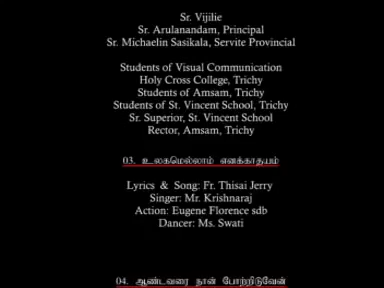 Sr. Vijilie
Sr. Arulanandam, Principal
Sr. Michaelin Sasikala, Servite Provincial
Students of Visual Communication
Holy Cross College, Trichy
Students of Amsam, Trichy
Students of St. Vincent School, Trichy
Sr. Superior, St. Vincent School
Rector, Amsam, Trichy
03. உலகமெல்லாம் எனக்காதயம்
Lyrics & Song: Fr. Thisai Jerry
Singer: Mr. Krishnaraj
Action: Eugene Florence sdb
Dancer: Ms. Swati
04. ஆண்டவரை நான் போற்றிடுவேன்